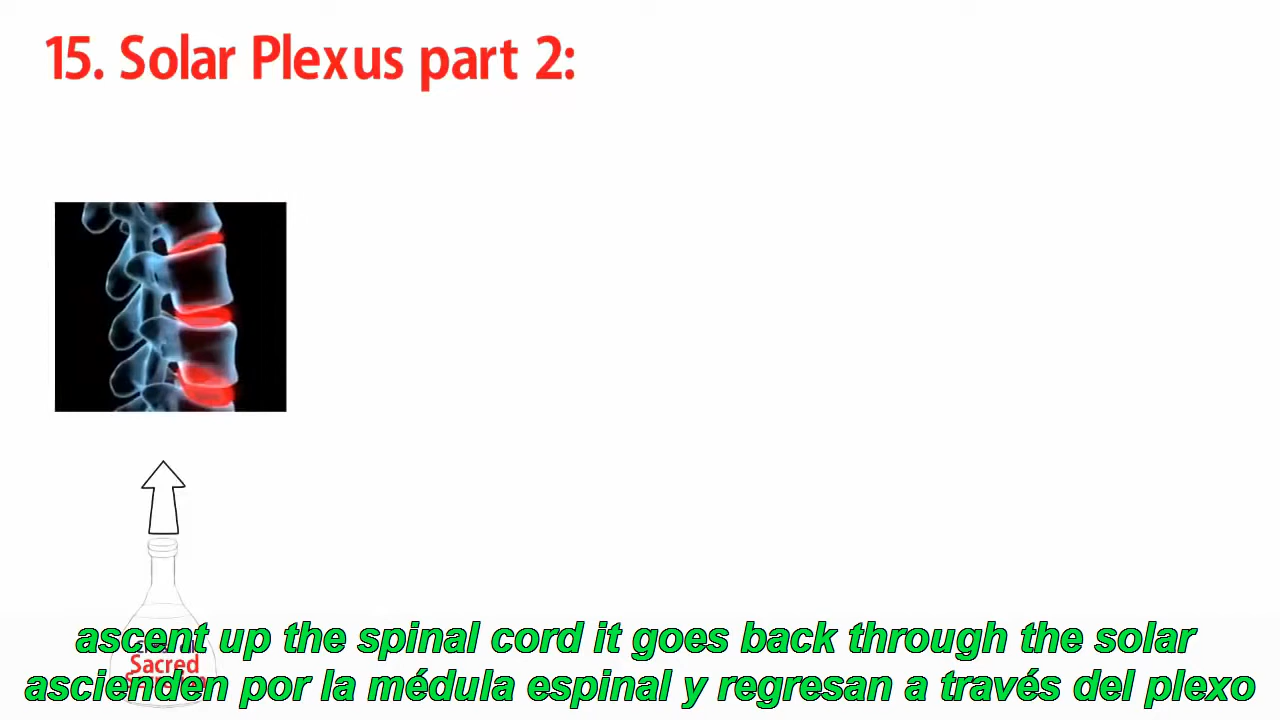 15. Solar Plexus part 2:
Sacred
ascent up the spinal cord it goes back through the solar
ascienden por la médula espinal y regresan a través del plexo